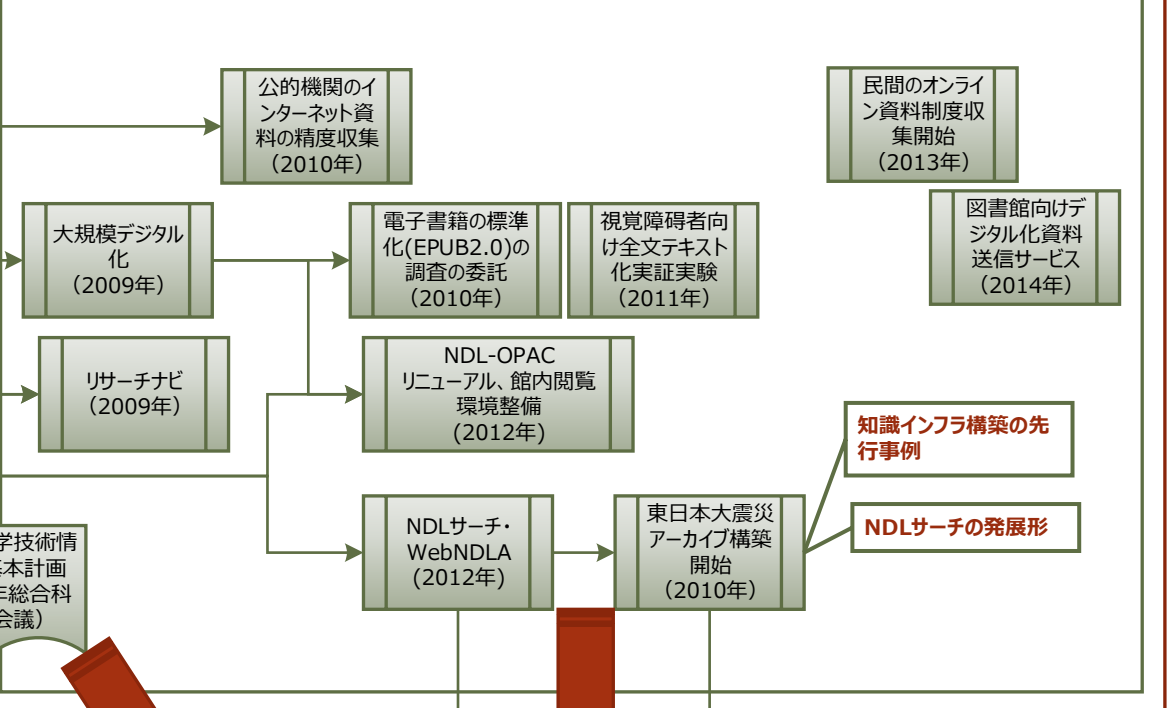 公的機関のイ
ンターネット資
料の精度収集
（2010年）
民間のオンライ
ン資料制度収
集開始
（2013年）
大規模デジタル
化
（2009年）
電子書籍の標準
化(EPUB2.0)の
調査の委託
（2010年）
視覚障碍者向
け全文テキスト
化実証実験
（2011年）
図書館向けデ
ジタル化資料
送信サービス
（2014年）
リサーチナビ
（2009年）
NDL-OPAC
リニューアル、館内閲覧
環境整備
(2012年)
知識インフラ構築の先
行事例
NDLサーチ・
WebNDLA
(2012年)
東日本大震災
アーカイブ構築
開始
（2010年）
NDLサーチの発展形
学技術情
本計画
総合科
会議）